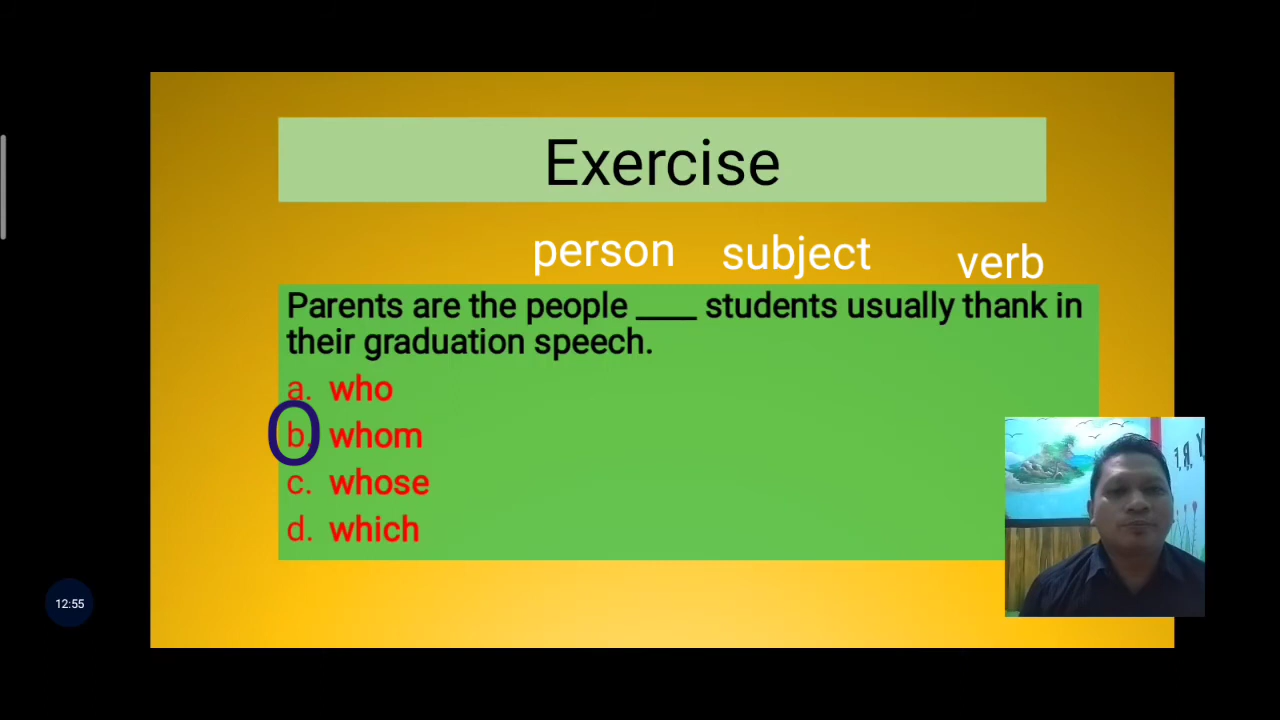 Exercise
person subject verb
Parents are the people ____ students usually thank in
their graduation speech.
a. who
b. whom
c. whose
d. which
12:55